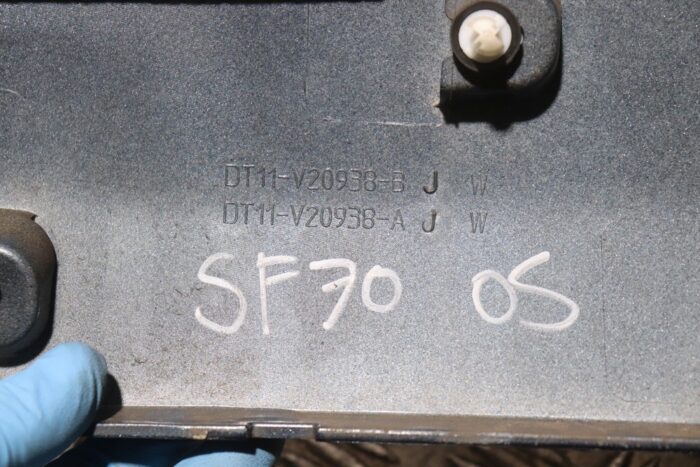 DT11-V20938-B J W
DT11-V20938-A J W
SF70 OS